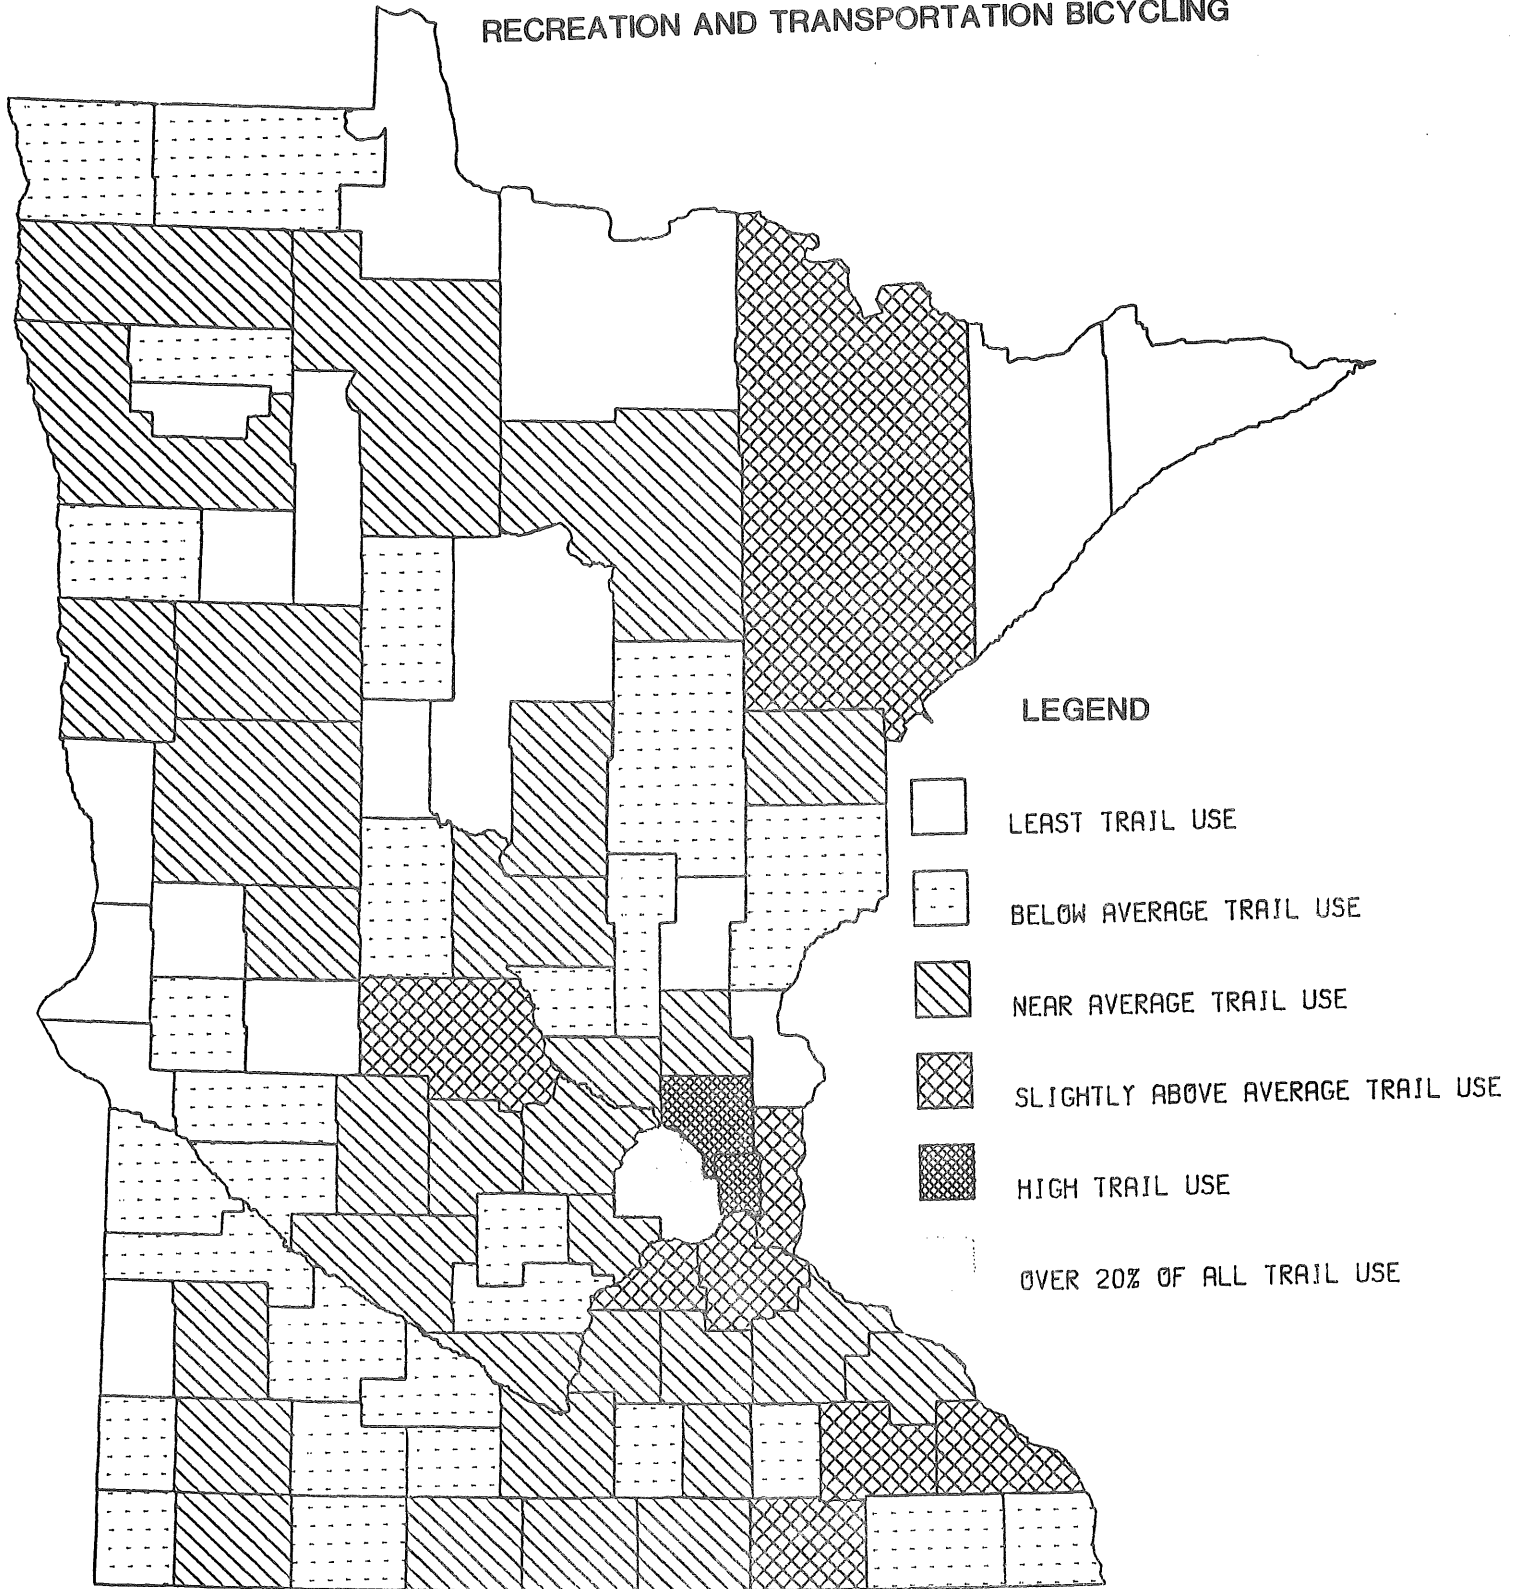 RECREATION AND TRANSPORTATION BICYCLING
LEGEND
LEAST TRAIL USE
BELOW AVERAGE TRAIL USE
NEAR AVERAGE TRAIL USE
SLIGHTLY ABOVE AVERAGE TRAIL USE
HIGH TRAIL USE
OVER 20% OF ALL TRAIL USE